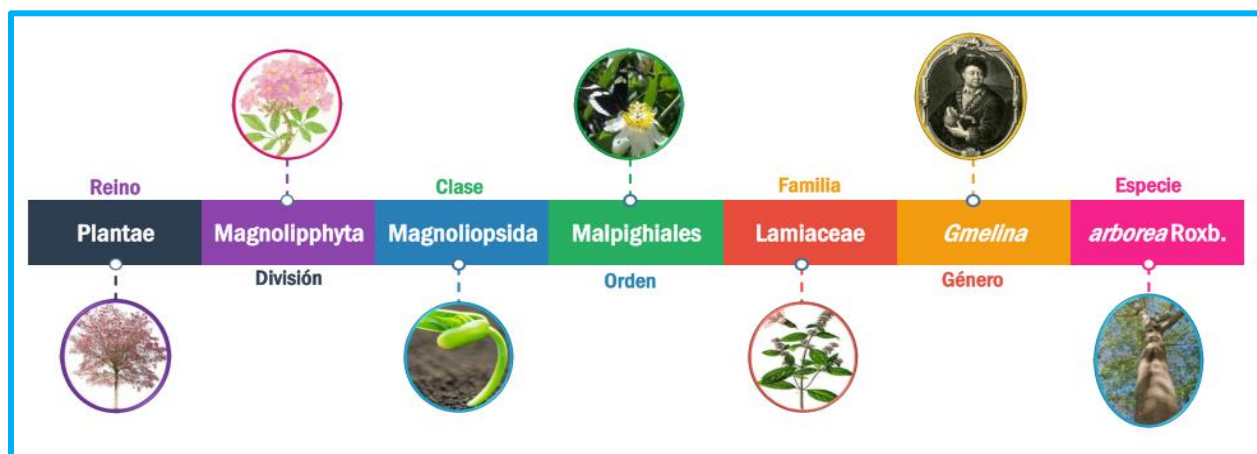 Reino
Clase
Familia
Especie
Plantae
Magnolipphyta
Magnoliopsida
Malpighiales
Lamiaceae
Gmelina
arborea Roxb.
División
Orden
Género